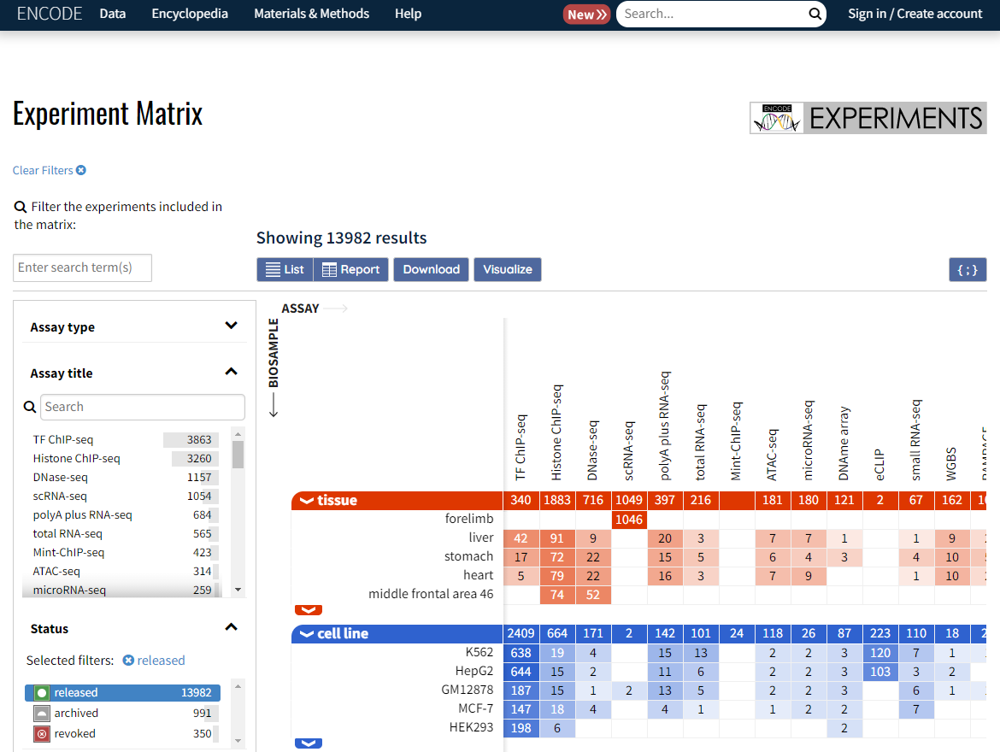 ENCODE Data Encyclopedia Materials & Methods Help New Search... Sign in / Create account
Experiment Matrix
ENCODE EXPERIMENTS
Clear Filters
Filter the experiments included in
the matrix:
Enter search term(s)
Showing 13982 results
List Report Download Visualize {;}
Assay type
Assay title
Search
TF ChIP-seq 3863
Histone ChIP-seq 3260
DNase-seq 1157
scRNA-seq 1054
polyA plus RNA-seq 684
total RNA-seq 565
Mint-ChIP-seq 423
ATAC-seq 314
microRNA-seq 259
Status
Selected filters: released
released 13982
archived 991
revoked 350
ASSAY
BIOSAMPLE
TF ChIP-seq
Histone ChIP-seq
DNase-seq
scRNA-seq
polyA plus RNA-seq
total RNA-seq
Mint-ChIP-seq
ATAC-seq
microRNA-seq
DNAme array
eCLIP
small RNA-seq
WGBS
tissue 340 1883 716 1049 397 216 181 180 121 2 67 162
forelimb 1046
liver 42 91 9 20 3 7 7 1 1 9
stomach 17 72 22 15 5 6 4 3 4 10
heart 5 79 22 16 3 7 9 1 10
middle frontal area 46 74 52
cell line 2409 664 171 2 142 101 24 118 26 87 223 110 18
K562 638 19 4 15 13 2 2 3 120 7 1
HepG2 644 15 2 11 6 2 2 3 103 3 2
GM12878 187 15 1 2 13 5 2 2 3 6 1
MCF-7 147 18 4 4 1 1 2 2 7
HEK293 198 6 2